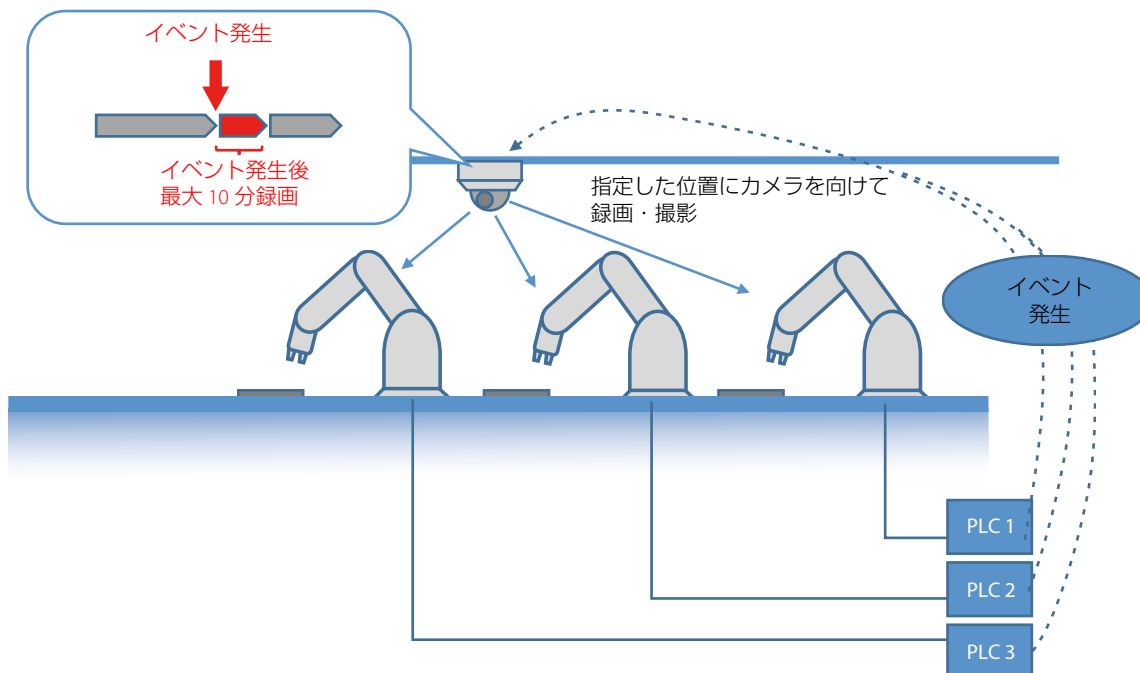 イベント発生
イベント発生後
最大 10 分録画
指定した位置にカメラを向けて
録画・撮影
イベント
発生
PLC 1
PLC 2
PLC 3